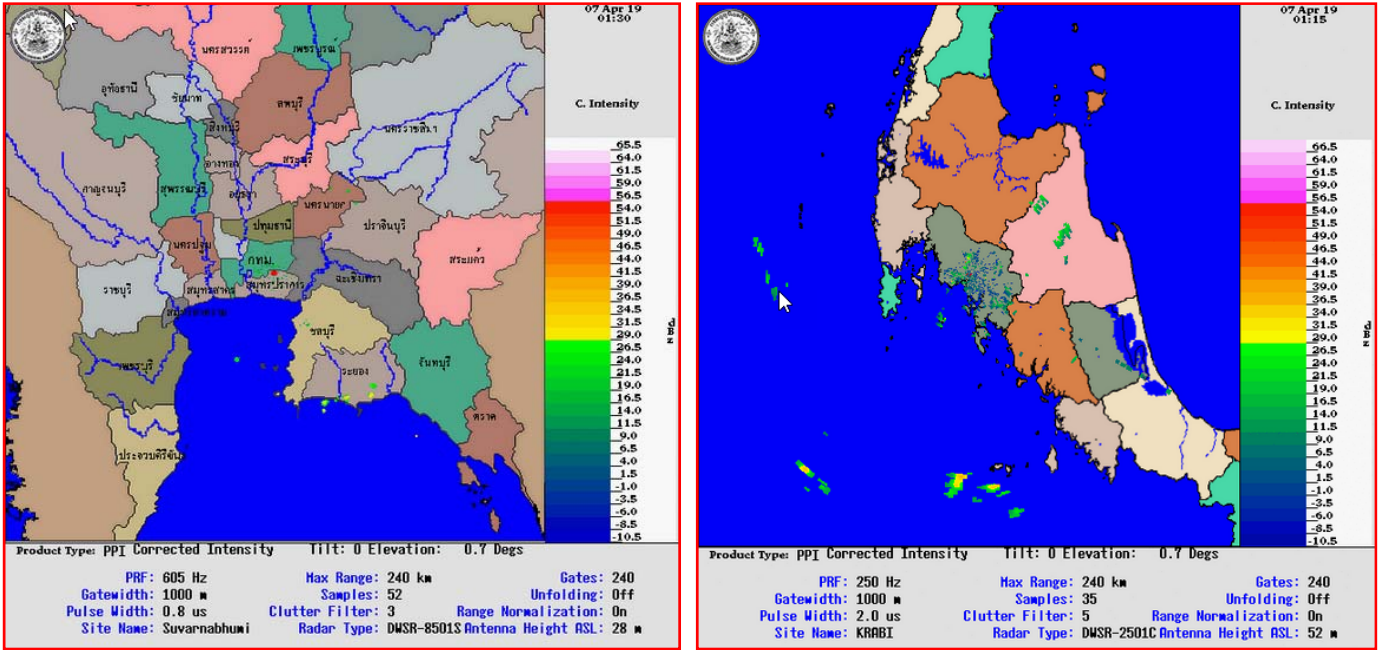 07 Apr 19
01:30
C. Intensity
นครสวรรค์
เพชรบูรณ์
อุทัยธานี
ชัยนาท
ลพบุรี
สิงห์บุรี
นครราชสีมา
สระบุรี
อ่างทอง
กาญจนบุรี
สุพรรณบุรี
อยุธยา
นครนายก
ปทุมธานี
ปราจีนบุรี
นครปฐม
กทม.
สระแก้ว
ฉะเชิงเทรา
ราชบุรี
สมุทรสาคร
สมุทรปราการ
ชลบุรี
เพชรบุรี
ระยอง
จันทบุรี
ตราด
ประจวบคีรีขันธ์
65.5
64.0
61.5
59.0
56.5
54.0
51.5
49.0
46.5
44.0
41.5
39.0
36.5
34.0
31.5
29.0
26.5
24.0
21.5
19.0
16.5
14.0
11.5
9.0
6.5
4.0
1.5
-1.0
-3.5
-6.0
-8.5
-10.5
Product Type: PPI Corrected Intensity Tilt: 0 Elevation: 0.7 Degs
PRF: 605 Hz Max Range: 240 km Gates: 240
Gatewidth: 1000 m Samples: 52 Unfolding: Off
Pulse Width: 0.8 us Clutter Filter: 3 Range Normalization: On
Site Name: Suvarnabhumi Radar Type: DWSR-8501S Antenna Height ASL: 28 m
07 Apr 19
01:15
C. Intensity
66.5
64.0
61.5
59.0
56.5
54.0
51.5
49.0
46.5
44.0
41.5
39.0
36.5
34.0
31.5
29.0
26.5
24.0
21.5
19.0
16.5
14.0
11.5
9.0
6.5
4.0
1.5
-1.0
-3.5
-6.0
-8.5
-10.5
Product Type: PPI Corrected Intensity Tilt: 0 Elevation: 0.7 Degs
PRF: 250 Hz Max Range: 240 km Gates: 240
Gatewidth: 1000 m Samples: 35 Unfolding: Off
Pulse Width: 2.0 us Clutter Filter: 5 Range Normalization: On
Site Name: KRABI Radar Type: DWSR-2501C Antenna Height ASL: 52 m